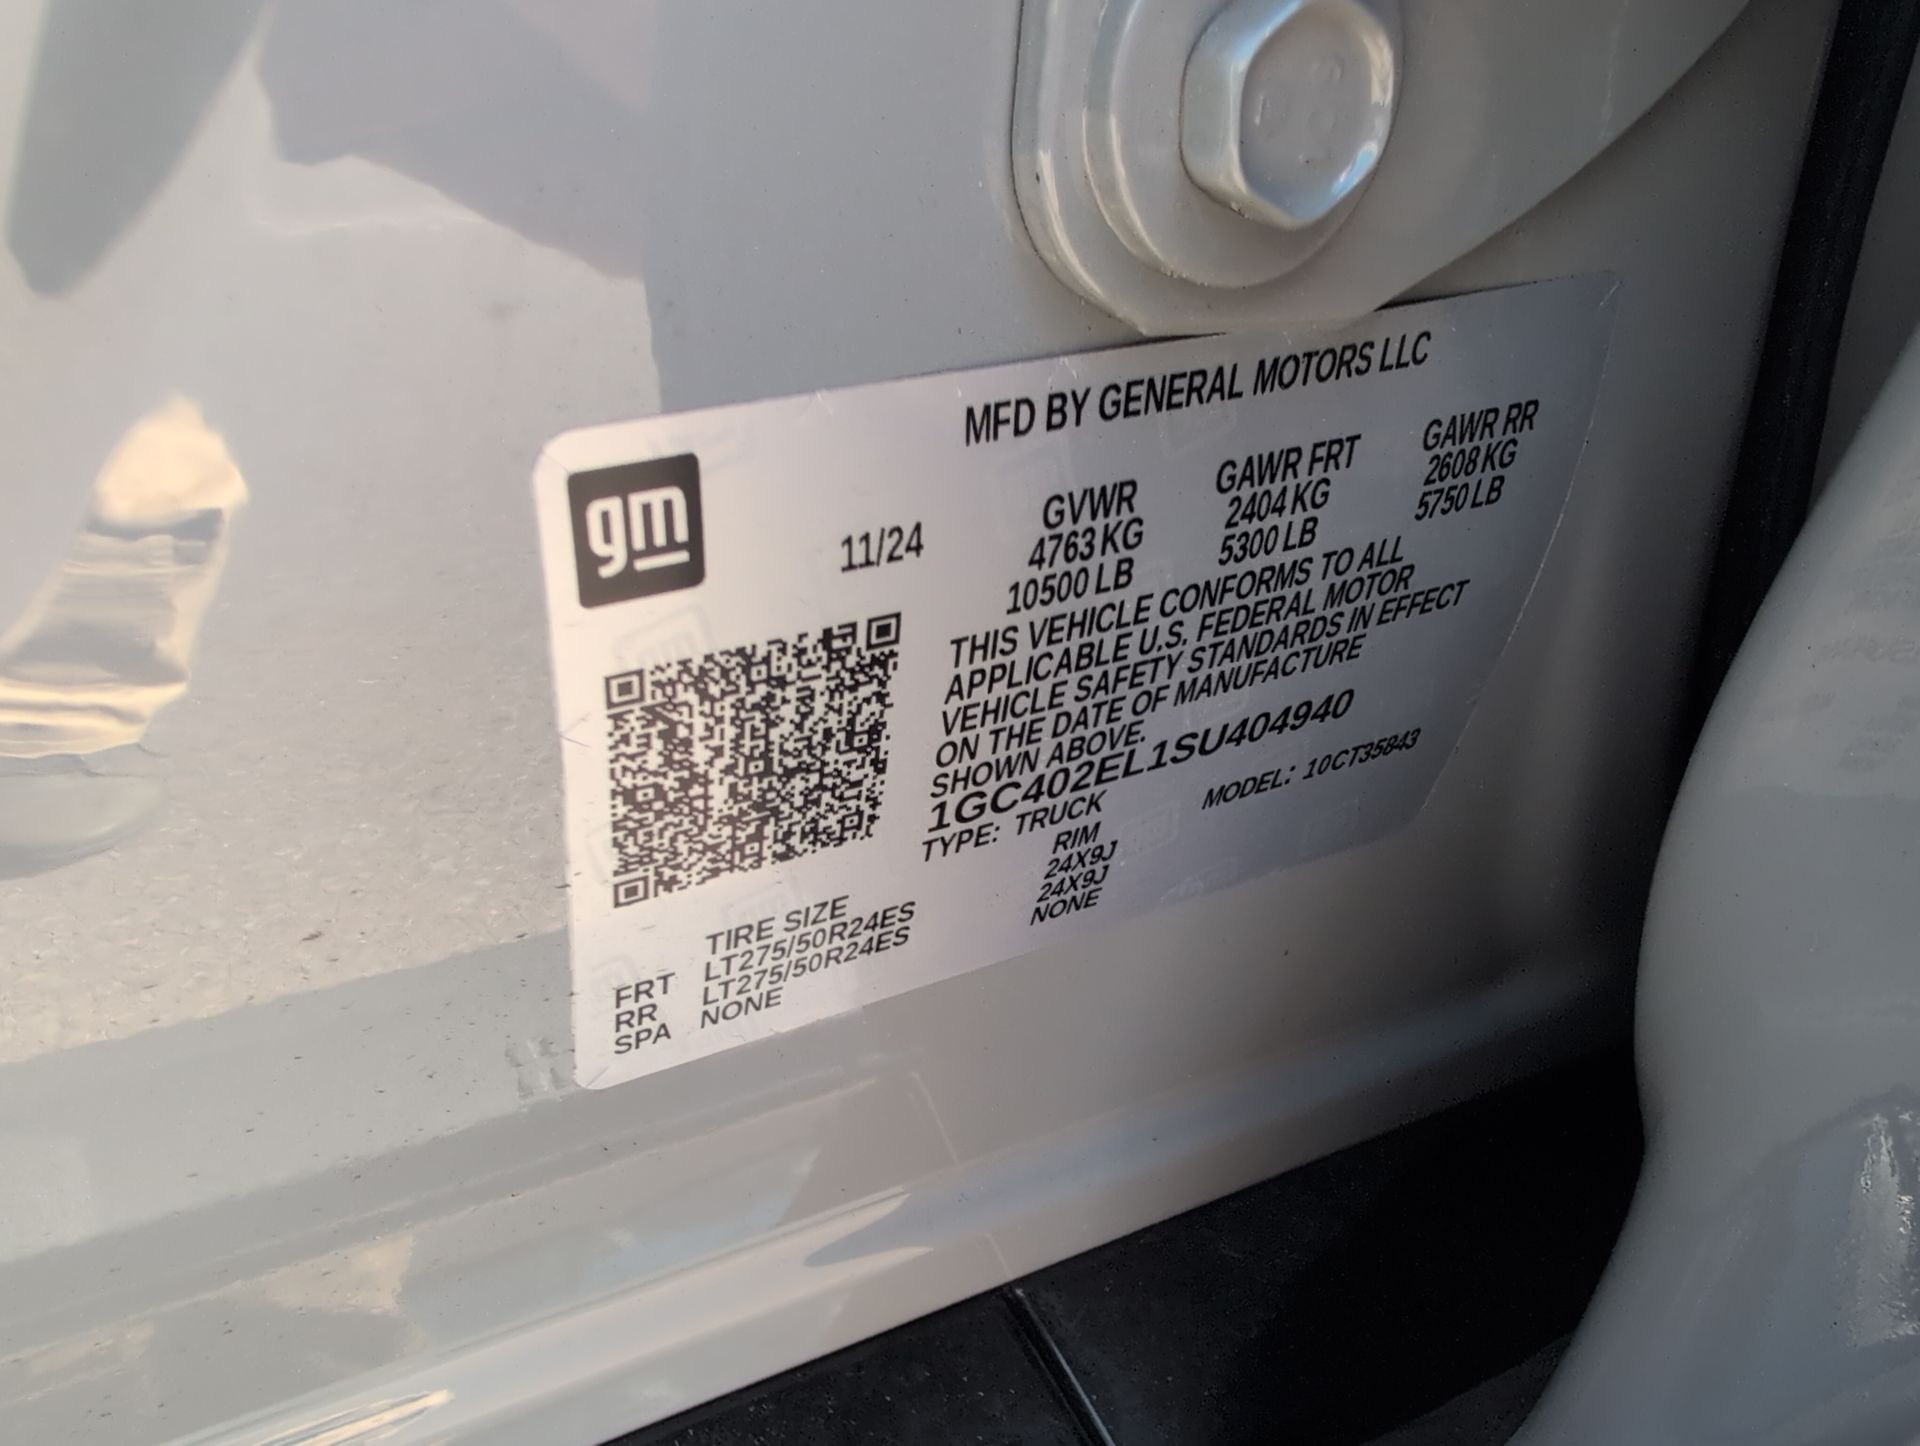 MFD BY GENERAL MOTORS LLC
gm
11/24
GVWR
4763 KG
10500 LB
GAWR FRT
2404 KG
5300 LB
GAWR RR
2608 KG
5750 LB
THIS VEHICLE CONFORMS TO ALL
APPLICABLE U.S. FEDERAL MOTOR
VEHICLE SAFETY STANDARDS IN EFFECT
ON THE DATE OF MANUFACTURE
SHOWN ABOVE.
1GC402EL1SU404940
TYPE: TRUCK MODEL: 10CT35843
TIRE SIZE RIM
FRT LT275/50R24ES 24X9J
RR LT275/50R24ES 24X9J
SPA NONE NONE